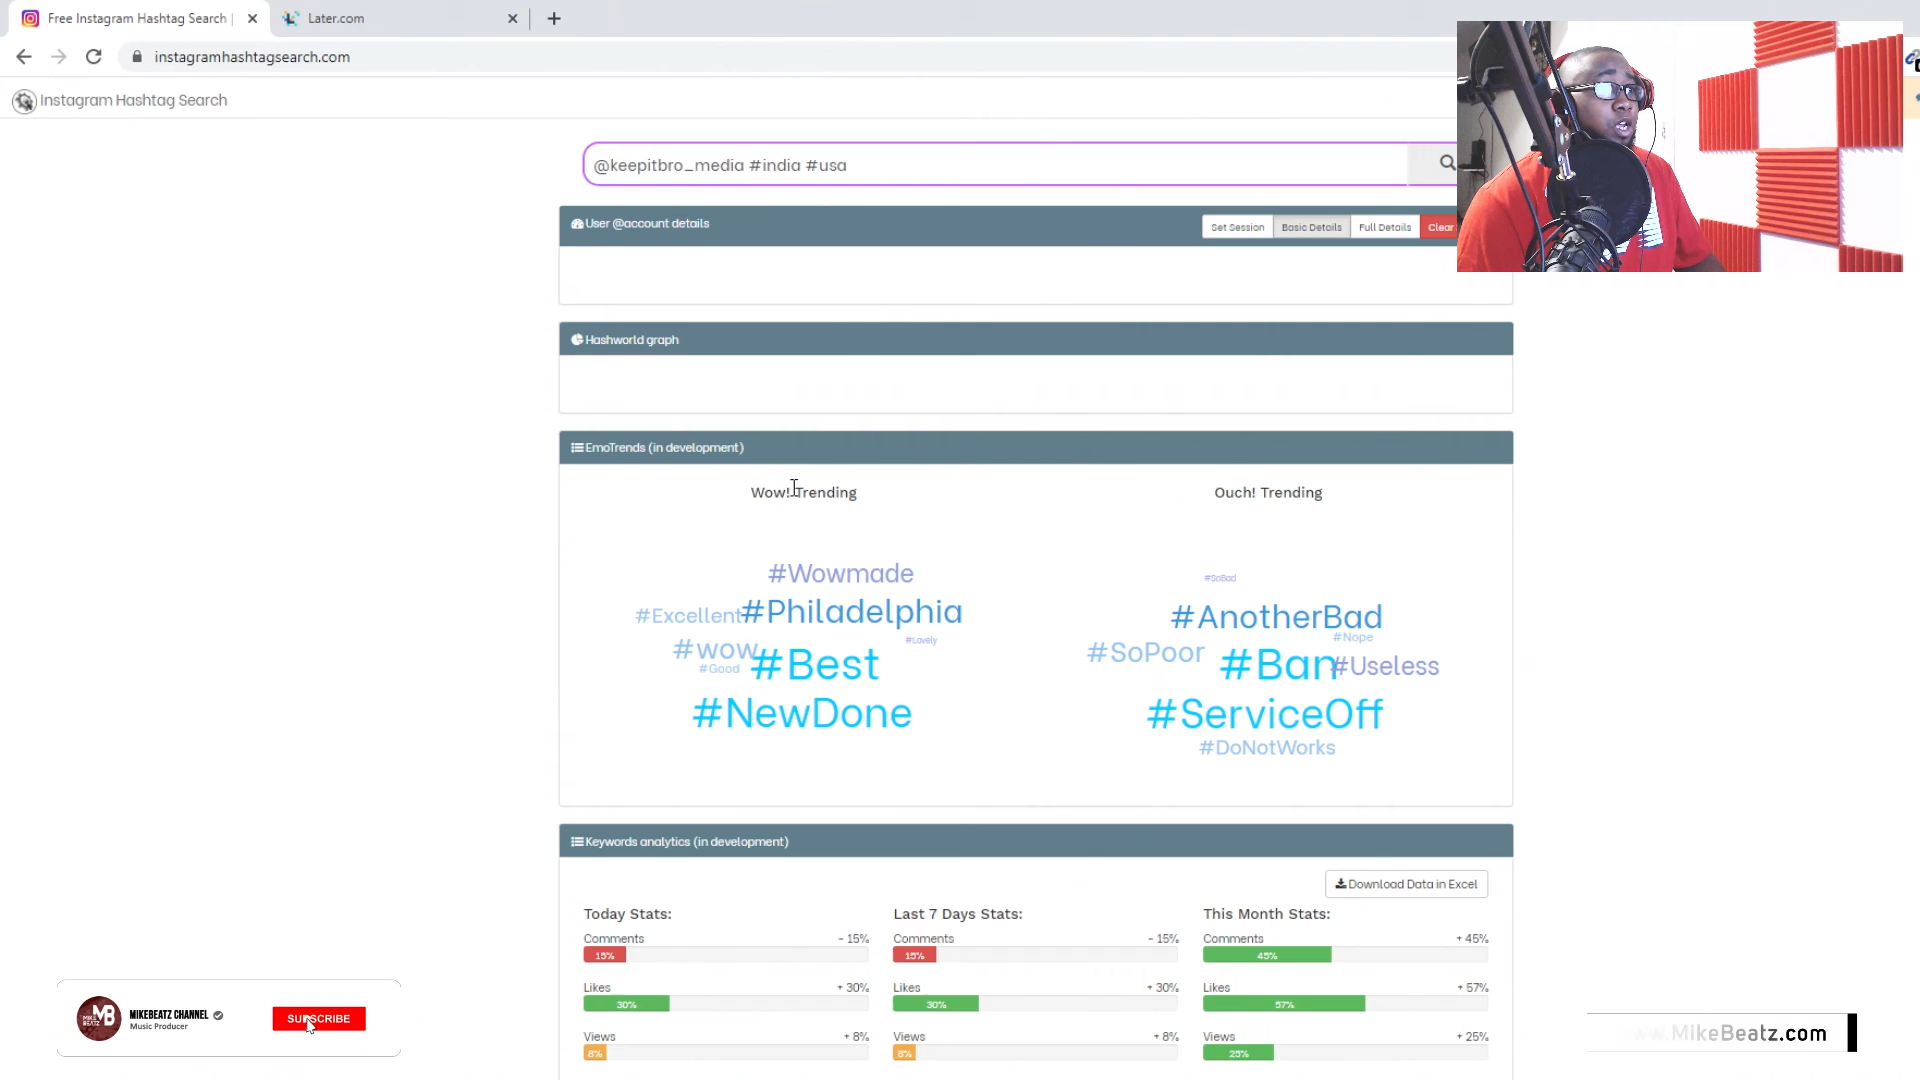 Free Instagram Hashtag Search |
Later.com
instagramhashtagsearch.com
Instagram Hashtag Search
@keepitbro_media #india #usa
User @account details
Set Session
Basic Details
Full Details
Clear
Hashworld graph
EmoTrends (in development)
Wow! Trending
Ouch! Trending
#Wowmade
#SoBad
#Excellent
#Philadelphia
#AnotherBad
#Lovely
#Nope
#wow
#SoPoor
#Good
#Best
#Ban
#Useless
#NewDone
#ServiceOff
#DoNotWorks
Keywords analytics (in development)
Download Data in Excel
Today Stats:
Last 7 Days Stats:
This Month Stats:
Comments - 15%
Comments - 15%
Comments + 45%
15%
15%
45%
Likes + 30%
Likes + 30%
Likes + 57%
30%
30%
57%
Views + 8%
Views + 8%
Views + 25%
8%
8%
25%
MB
MIKE
BEATZ
MIKEBEATZ CHANNEL
Music Producer
SUBSCRIBE
www.MikeBeatz.com